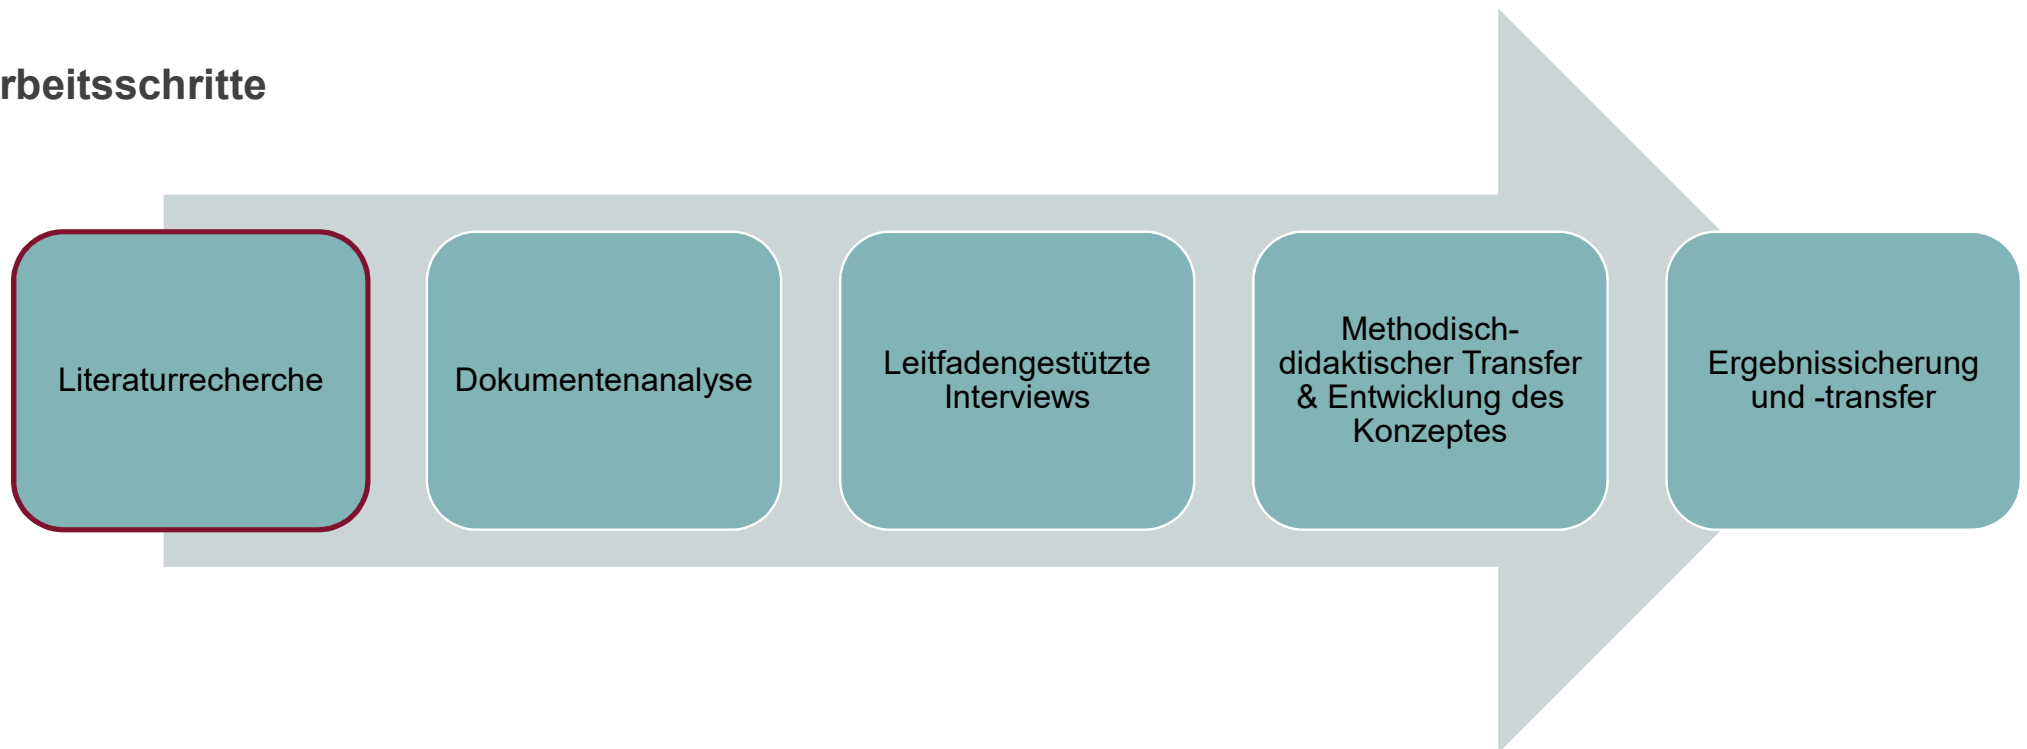 rbeitsschritte
Literaturrecherche
Dokumentenanalyse
Leitfadengestützte
Interviews
Methodisch-
didaktischer Transfer
& Entwicklung des
Konzeptes
Ergebnissicherung
und -transfer